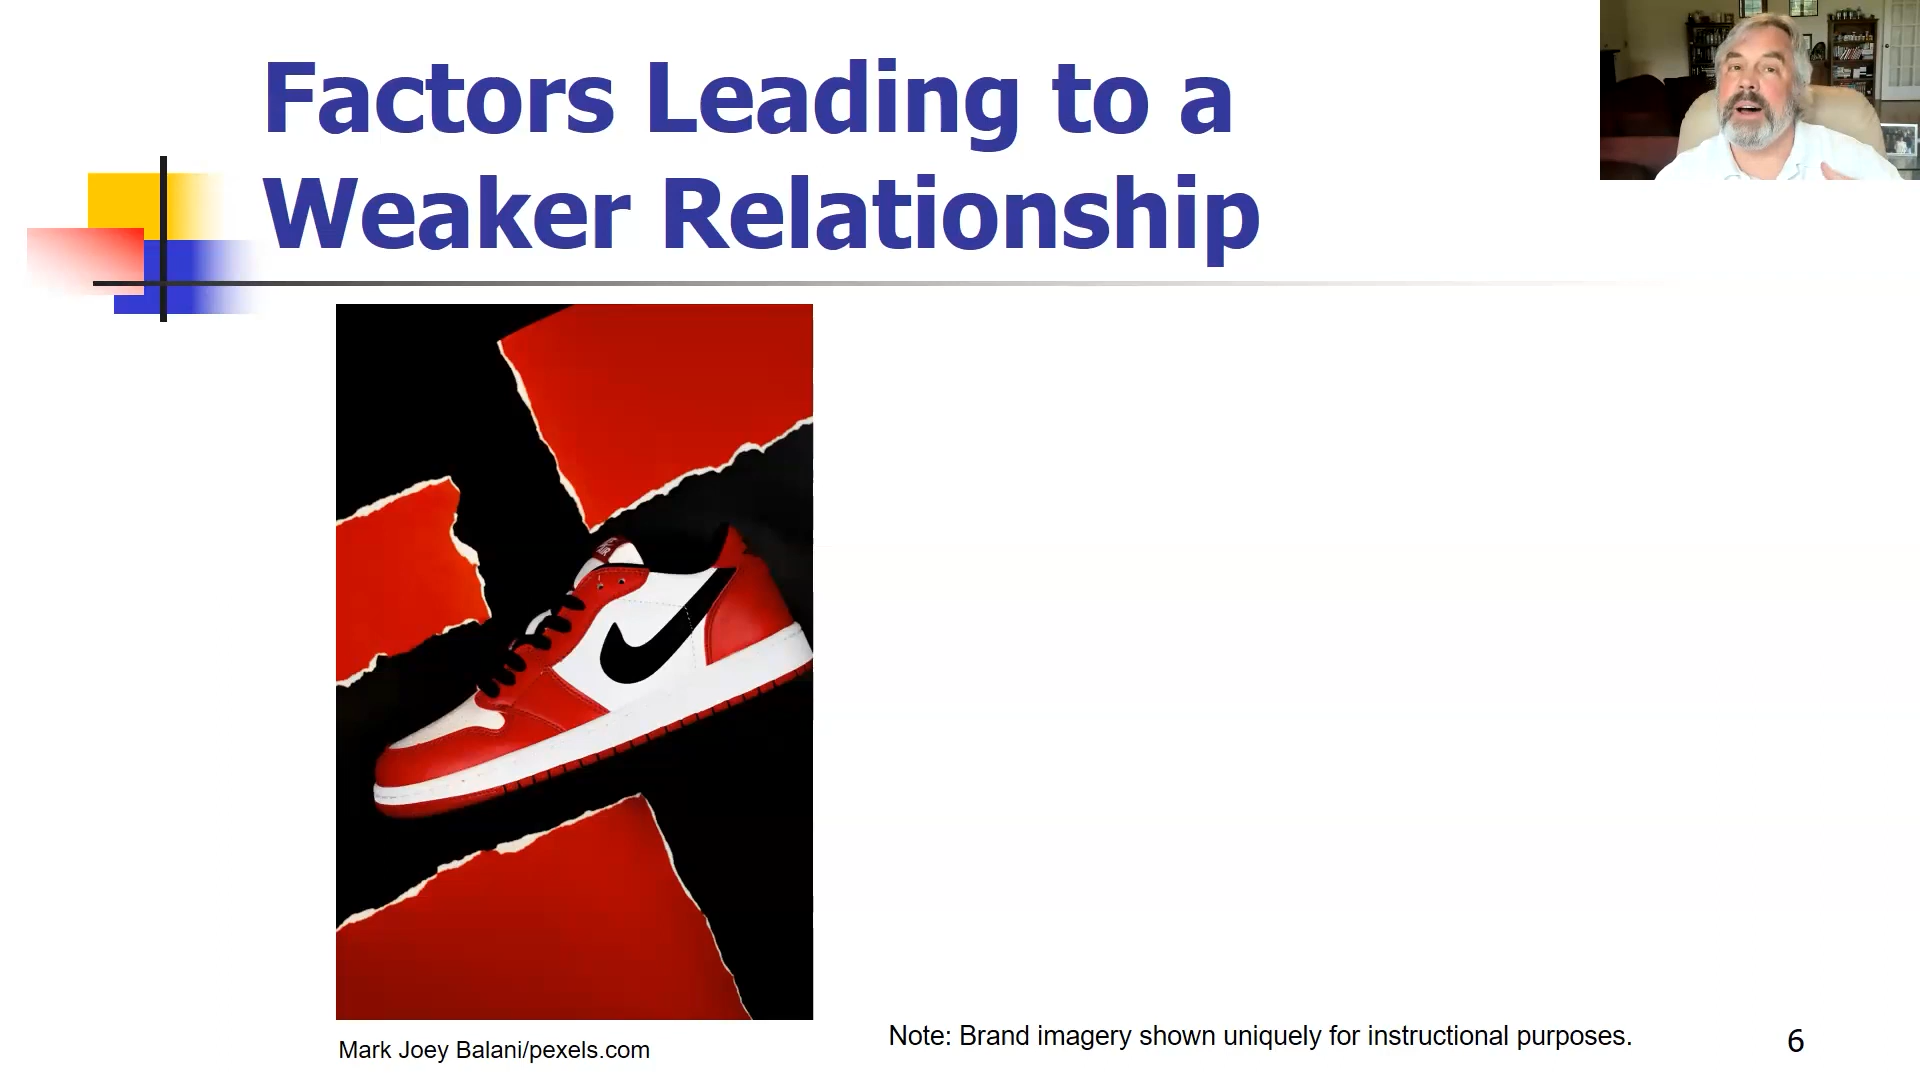 Factors Leading to a
Weaker Relationship
AIR
Mark Joey Balani/pexels.com
Note: Brand imagery shown uniquely for instructional purposes.
6